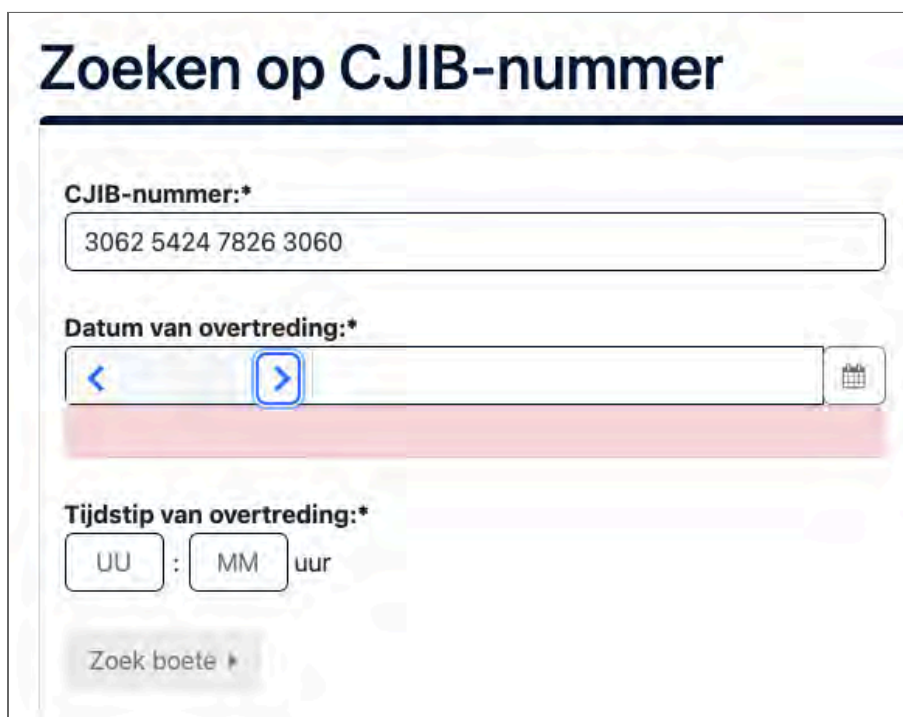 Zoeken op CJIB-nummer
CJIB-nummer:*
3062 5424 7826 3060
Datum van overtreding:*
Tijdstip van overtreding:*
UU : MM uur
Zoek boete